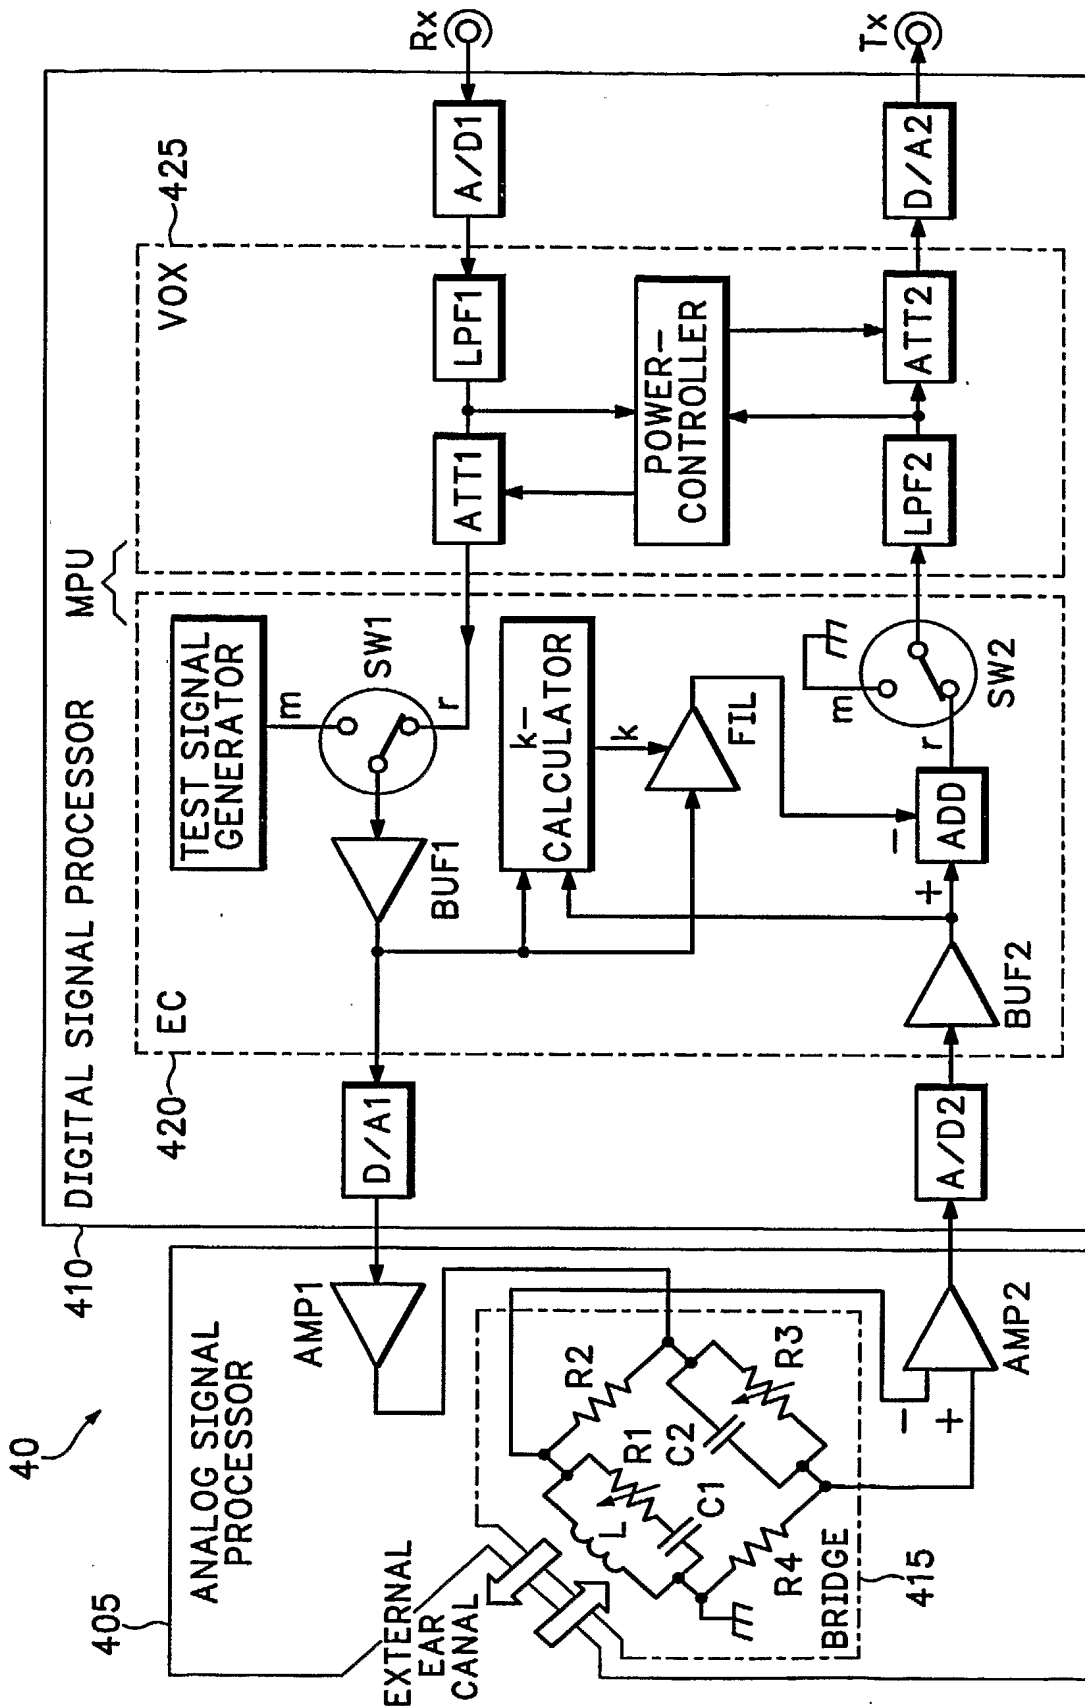 40
405
ANALOG SIGNAL
PROCESSOR
410
DIGITAL SIGNAL PROCESSOR
MPU
420
EC
VOX
425
TEST SIGNAL
GENERATOR
m
SW1
r
BUF1
D/A1
AMP1
ATT1
LPF1
A/D1
Rx
k-
CALCULATOR
k
FIL
POWER-
CONTROLLER
EXTERNAL
EAR
CANAL
R2
R1
L
C1
C2
R3
R4
BRIDGE
415
-
+
AMP2
A/D2
BUF2
+
-
ADD
r
m
SW2
LPF2
ATT2
D/A2
Tx